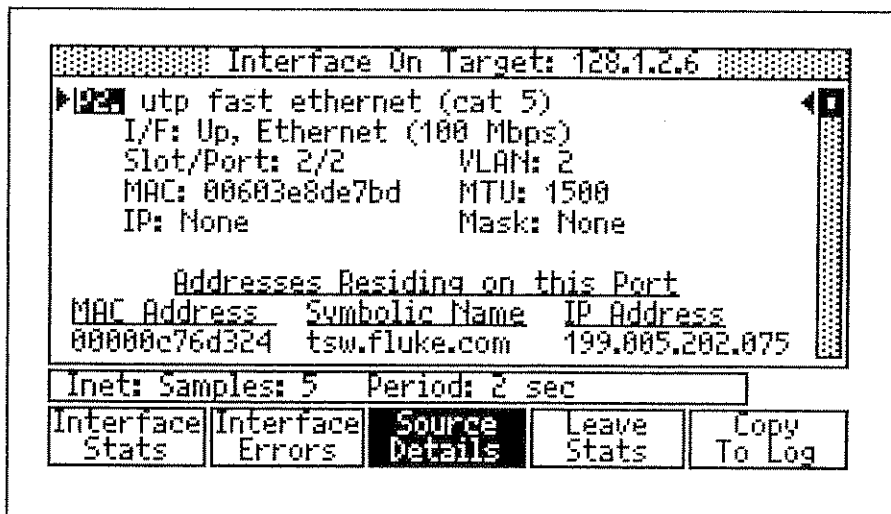 Interface On Target: 128.1.2.6
92. utp fast ethernet (cat 5)
I/F: Up, Ethernet (100 Mbps)
Slot/Port: 2/2 VLAN: 2
MAC: 00603e8de7bd MTU: 1500
IP: None Mask: None
Addresses Residing on this Port
MAC Address Symbolic Name IP Address
00000c76d324 tsw.fluke.com 199.005.202.075
Inet: Samples: 5 Period: 2 sec
Interface Stats
Interface Errors
Source Details
Leave Stats
Copy To Log